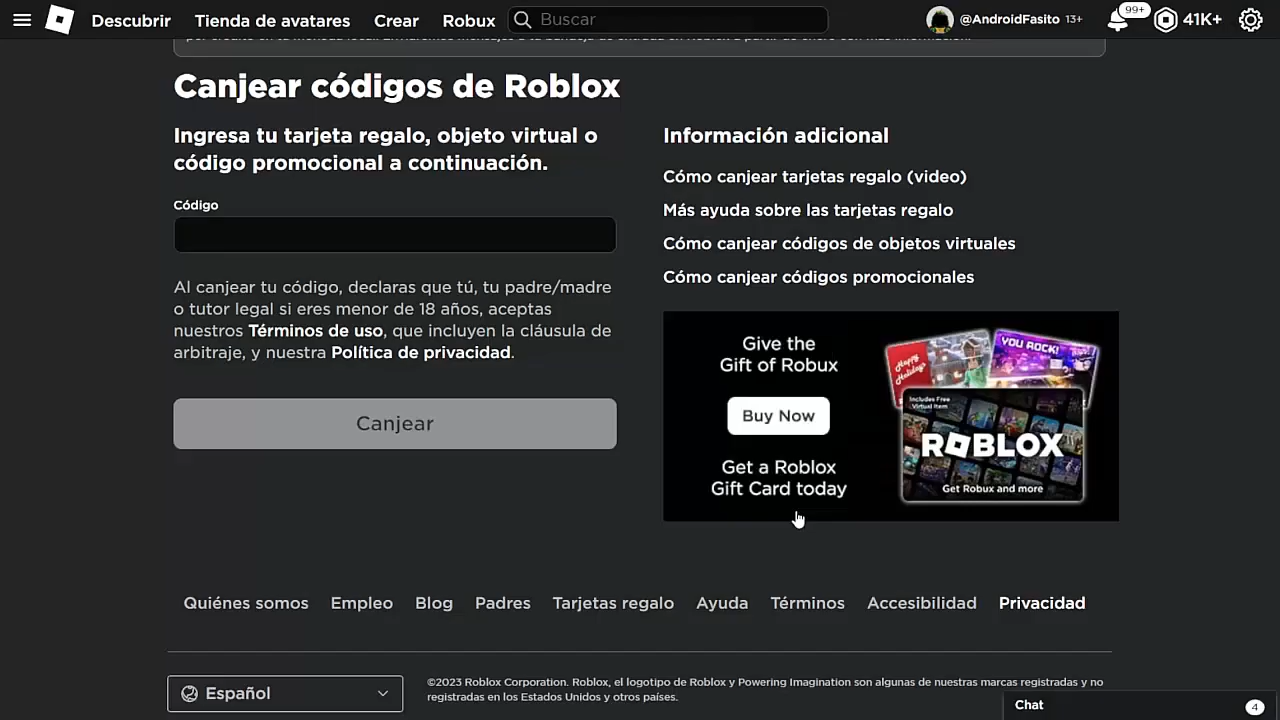 Descubrir Tienda de avatares Crear Robux Buscar @AndroidFasito 13+ 99+ 41K+
Canjear códigos de Roblox
Ingresa tu tarjeta regalo, objeto virtual o
código promocional a continuación.
Código
Al canjear tu código, declaras que tú, tu padre/madre
o tutor legal si eres menor de 18 años, aceptas
nuestros Términos de uso, que incluyen la cláusula de
arbitraje, y nuestra Política de privacidad.
Canjear
Información adicional
Cómo canjear tarjetas regalo (video)
Más ayuda sobre las tarjetas regalo
Cómo canjear códigos de objetos virtuales
Cómo canjear códigos promocionales
Give the
Gift of Robux
Buy Now
Get a Roblox
Gift Card today
Happy
Holidays
YOU ROCK!
Includes Free
Virtual Item
ROBLOX
Get Robux and more
Quiénes somos Empleo Blog Padres Tarjetas regalo Ayuda Términos Accesibilidad Privacidad
Español
©2023 Roblox Corporation. Roblox, el logotipo de Roblox y Powering Imagination son algunas de nuestras marcas registradas y no
registradas en los Estados Unidos y otros países.
Chat 4